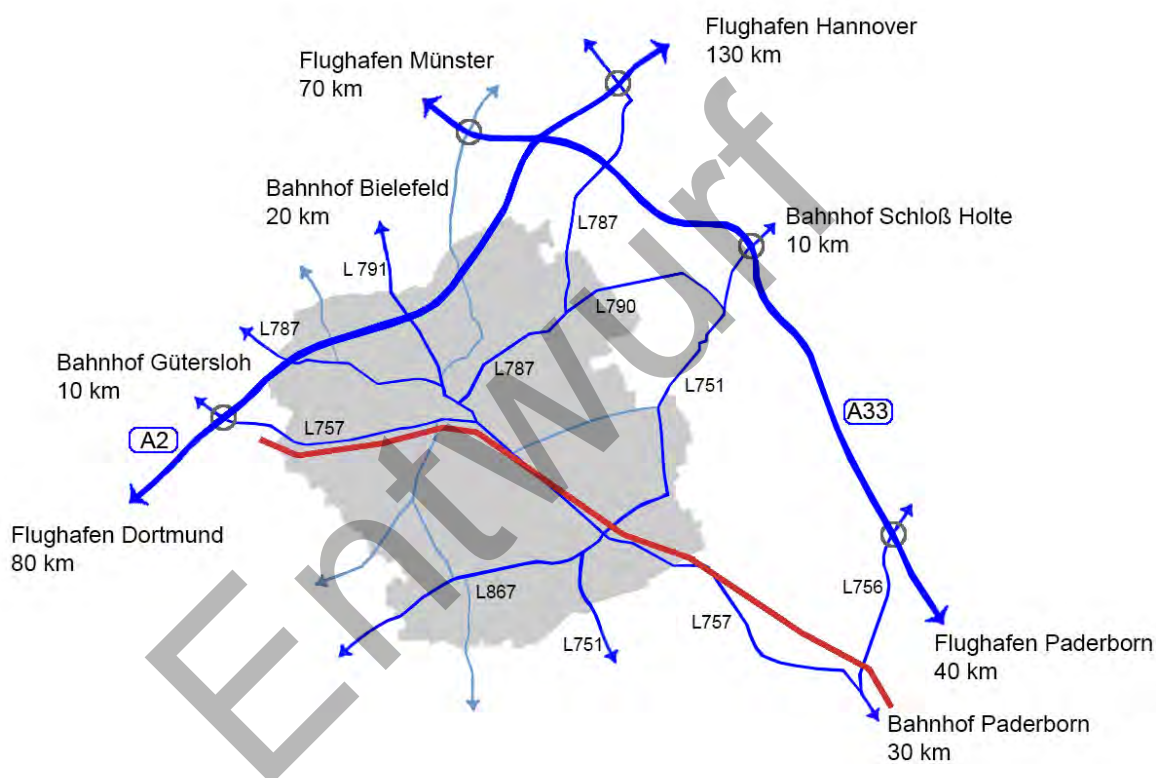 Flughafen Hannover
130 km
Flughafen Münster
70 km
Bahnhof Bielefeld
20 km
Bahnhof Schloß Holte
10 km
L787
L 791
L790
L787
Bahnhof Gütersloh
10 km
L787
L751
A33
L757
A2
Flughafen Dortmund
80 km
L867
L756
L757
L751
Flughafen Paderborn
40 km
Bahnhof Paderborn
30 km
Entwurf